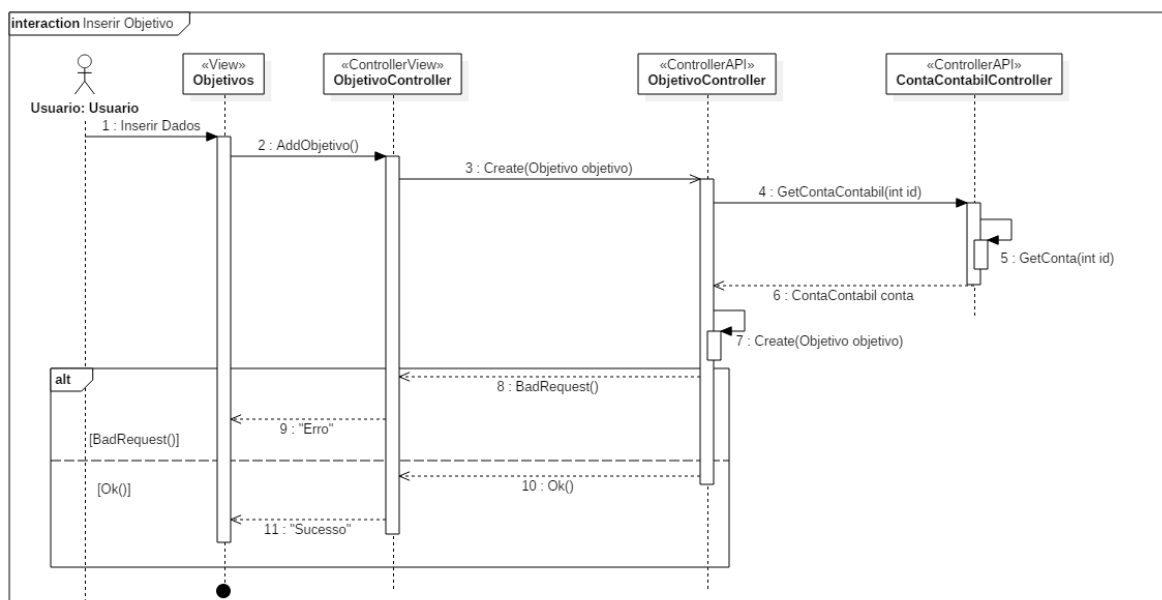 interaction Inserir Objetivo
«View»
Objetivos
«ControllerView»
ObjetivoController
«ControllerAPI»
ObjetivoController
«ControllerAPI»
ContaContabilController
Usuario: Usuario
1 : Inserir Dados
2 : AddObjetivo()
3 : Create(Objetivo objetivo)
4 : GetContaContabil(int id)
5 : GetConta(int id)
6 : ContaContabil conta
7 : Create(Objetivo objetivo)
alt
8 : BadRequest()
9 : "Erro"
[BadRequest()]
10 : Ok()
[Ok()]
11 : "Sucesso"